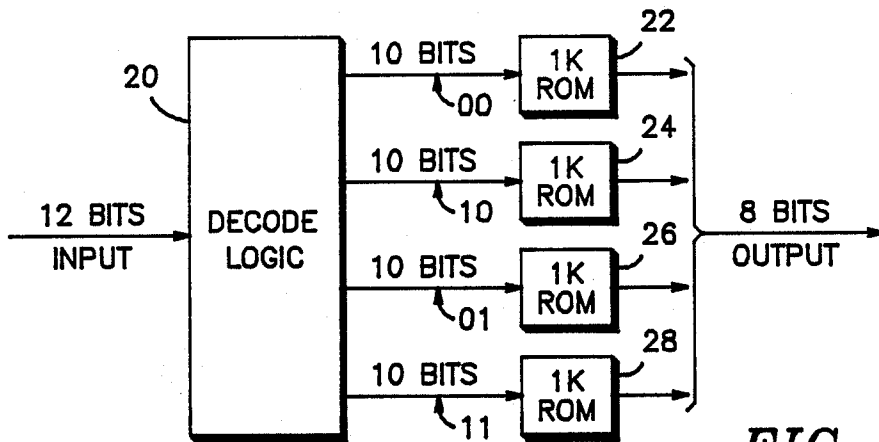 20
12 BITS
INPUT
DECODE
LOGIC
10 BITS
00
1K
ROM
22
10 BITS
10
1K
ROM
24
10 BITS
01
1K
ROM
26
10 BITS
11
1K
ROM
28
8 BITS
OUTPUT
FIG